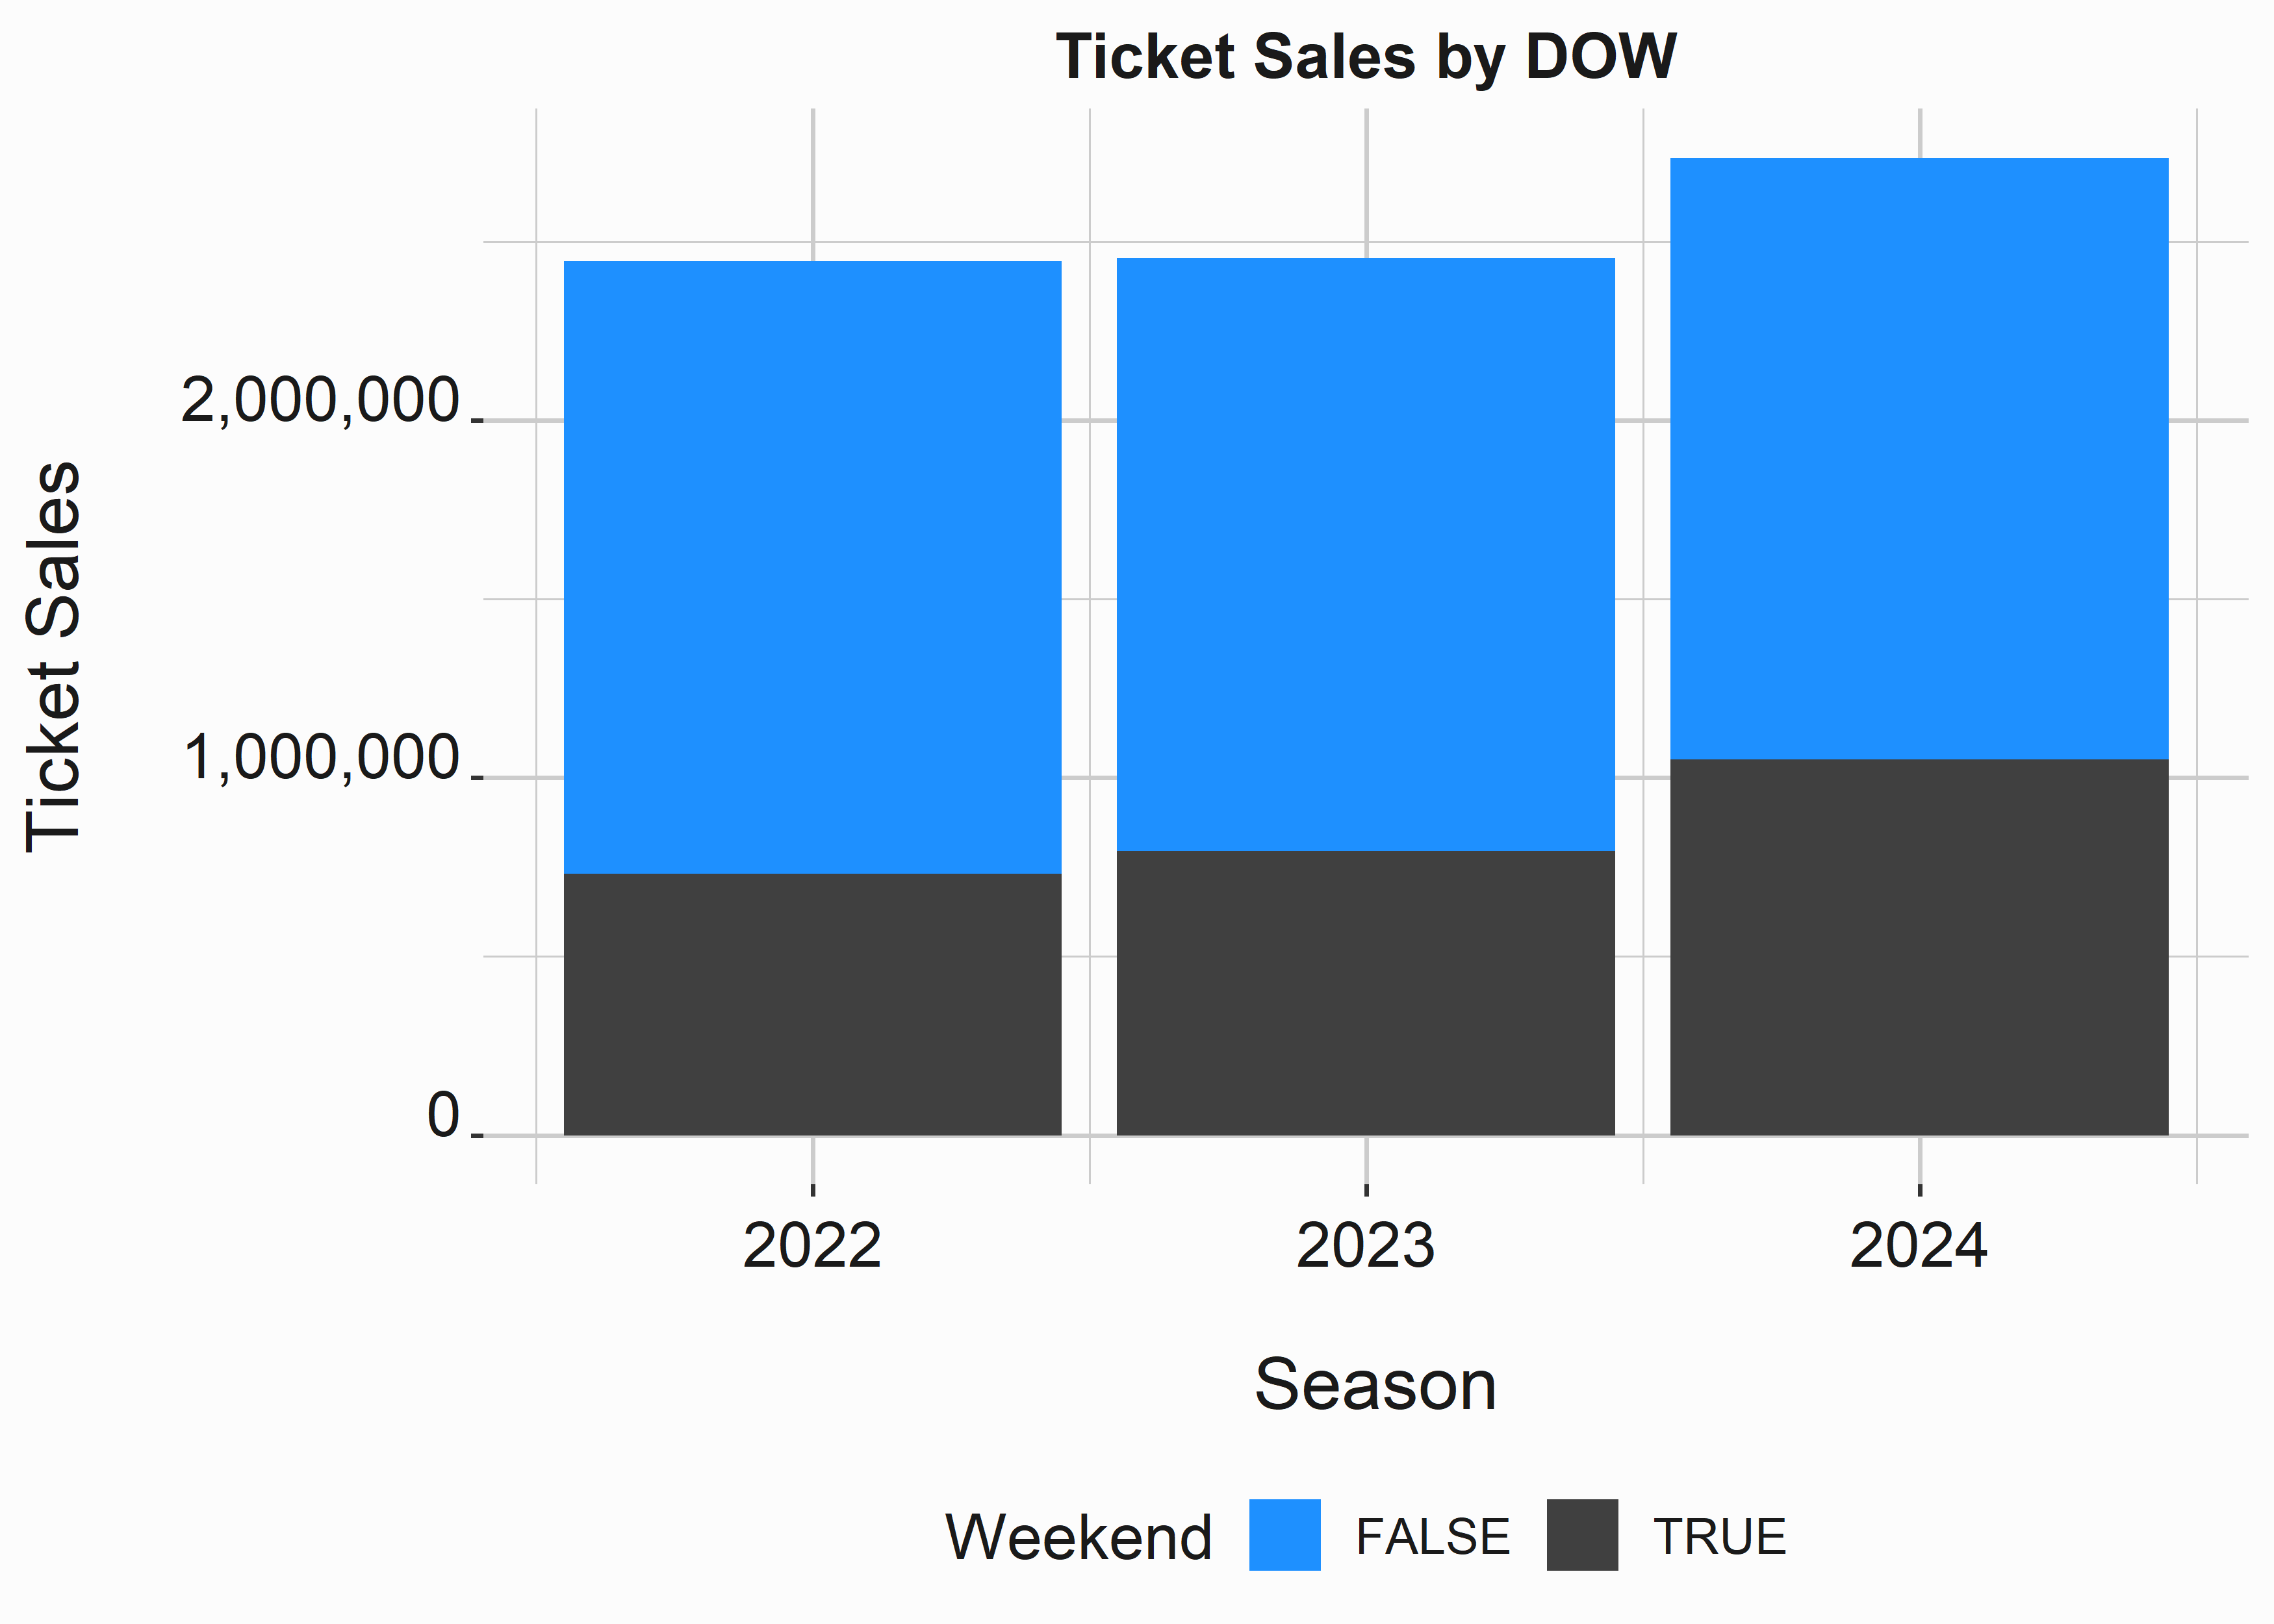 Ticket Sales by DOW
Ticket Sales
2,000,000
1,000,000
0
2022 2023 2024
Season
Weekend FALSE TRUE